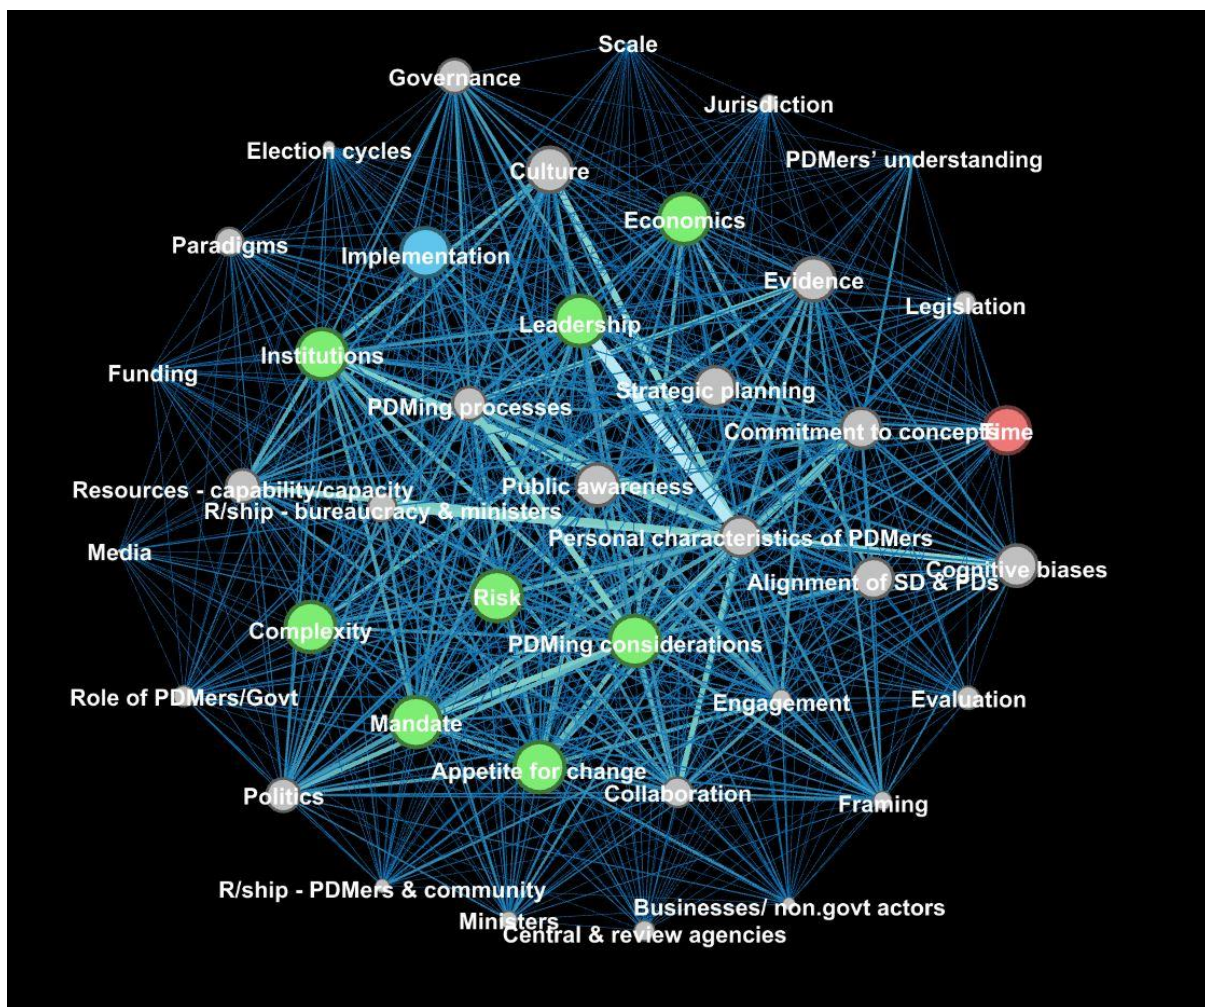 Scale
Governance
Jurisdiction
Election cycles
PDMers’ understanding
Culture
Economics
Paradigms
Implementation
Evidence
Legislation
Leadership
Institutions
Funding
Strategic planning
PDMing processes
Commitment to concepts
Time
Public awareness
Resources - capability/capacity
R/ship - bureaucracy & ministers
Personal characteristics of PDMers
Media
Cognitive biases
Alignment of SD & PDs
Risk
Complexity
PDMing considerations
Role of PDMers/Govt
Engagement
Evaluation
Mandate
Appetite for change
Collaboration
Politics
Framing
R/ship - PDMers & community
Businesses/ non.govt actors
Ministers
Central & review agencies